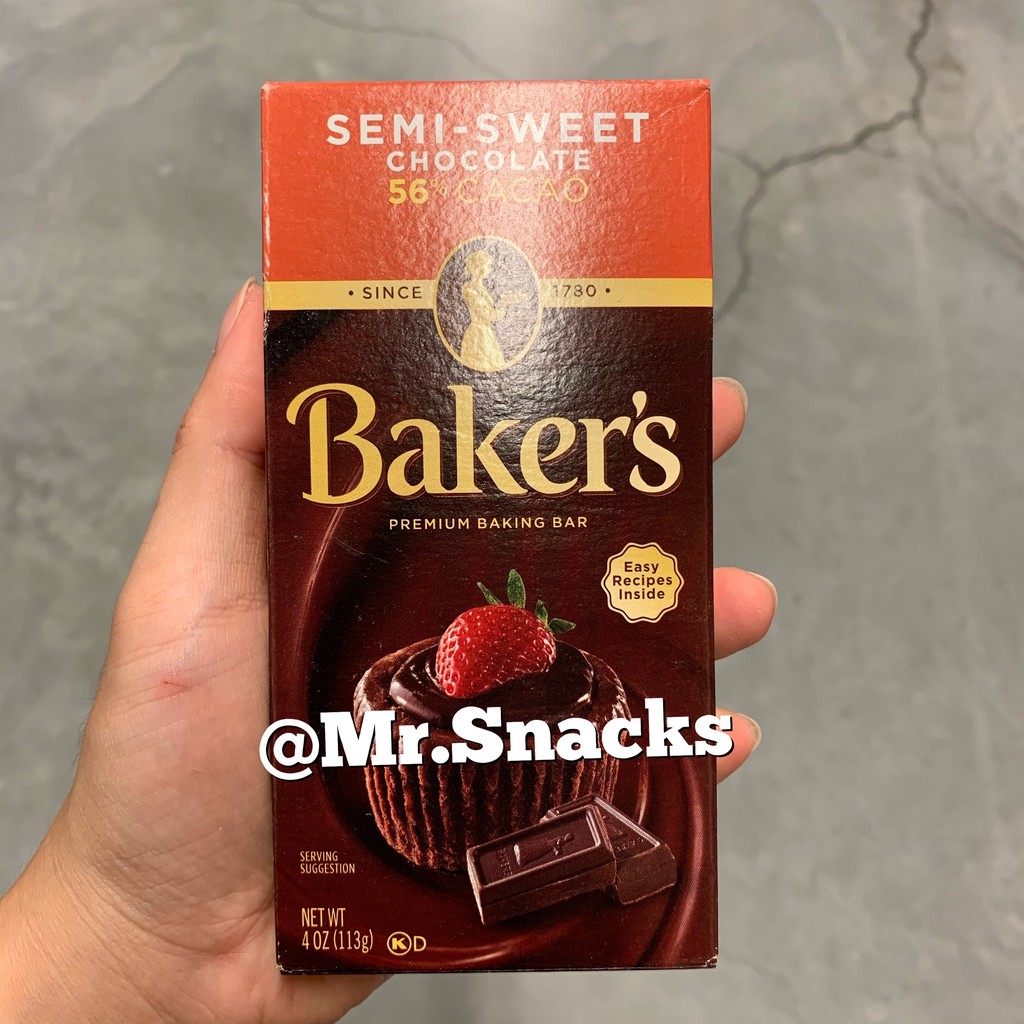 SEMI-SWEET
CHOCOLATE
56% CACAO
• SINCE 1780 •
Baker's
PREMIUM BAKING BAR
Easy
Recipes
Inside
@Mr.Snacks
SERVING
SUGGESTION
NET WT
4 OZ (113g) K D